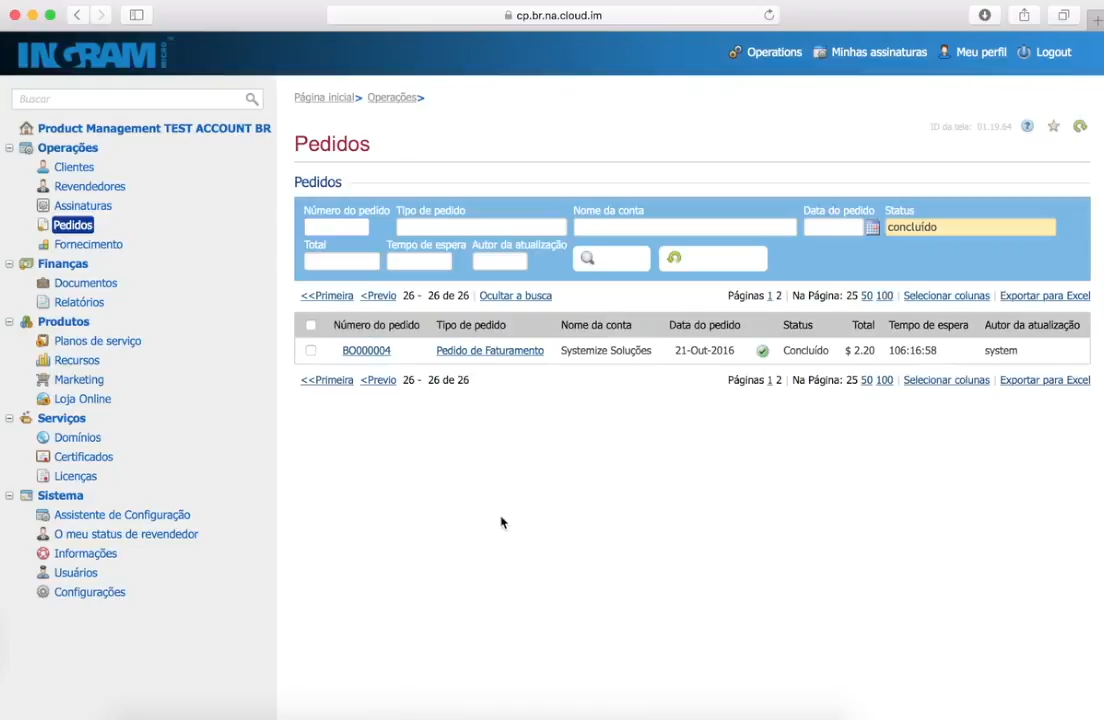 cp.br.na.cloud.im
INGRAM MICRO
Operations Minhas assinaturas Meu perfil Logout
Buscar
Product Management TEST ACCOUNT BR
Operações
Clientes
Revendedores
Assinaturas
Pedidos
Fornecimento
Finanças
Documentos
Relatórios
Produtos
Planos de serviço
Recursos
Marketing
Loja Online
Serviços
Domínios
Certificados
Licenças
Sistema
Assistente de Configuração
O meu status de revendedor
Informações
Usuários
Configurações
Página inicial> Operações>
ID da tela: 01.19.64
Pedidos
Pedidos
Número do pedido Tipo de pedido Nome da conta Data do pedido Status
concluído
Total Tempo de espera Autor da atualização
<<Primeira <Previo 26 - 26 de 26 | Ocultar a busca Páginas 1 2 | Na Página: 25 50 100 | Selecionar colunas | Exportar para Excel
Número do pedido Tipo de pedido Nome da conta Data do pedido Status Total Tempo de espera Autor da atualização
BO000004 Pedido de Faturamento Systemize Soluções 21-Out-2016 Concluído $ 2.20 106:16:58 system
<<Primeira <Previo 26 - 26 de 26 Páginas 1 2 | Na Página: 25 50 100 | Selecionar colunas | Exportar para Excel